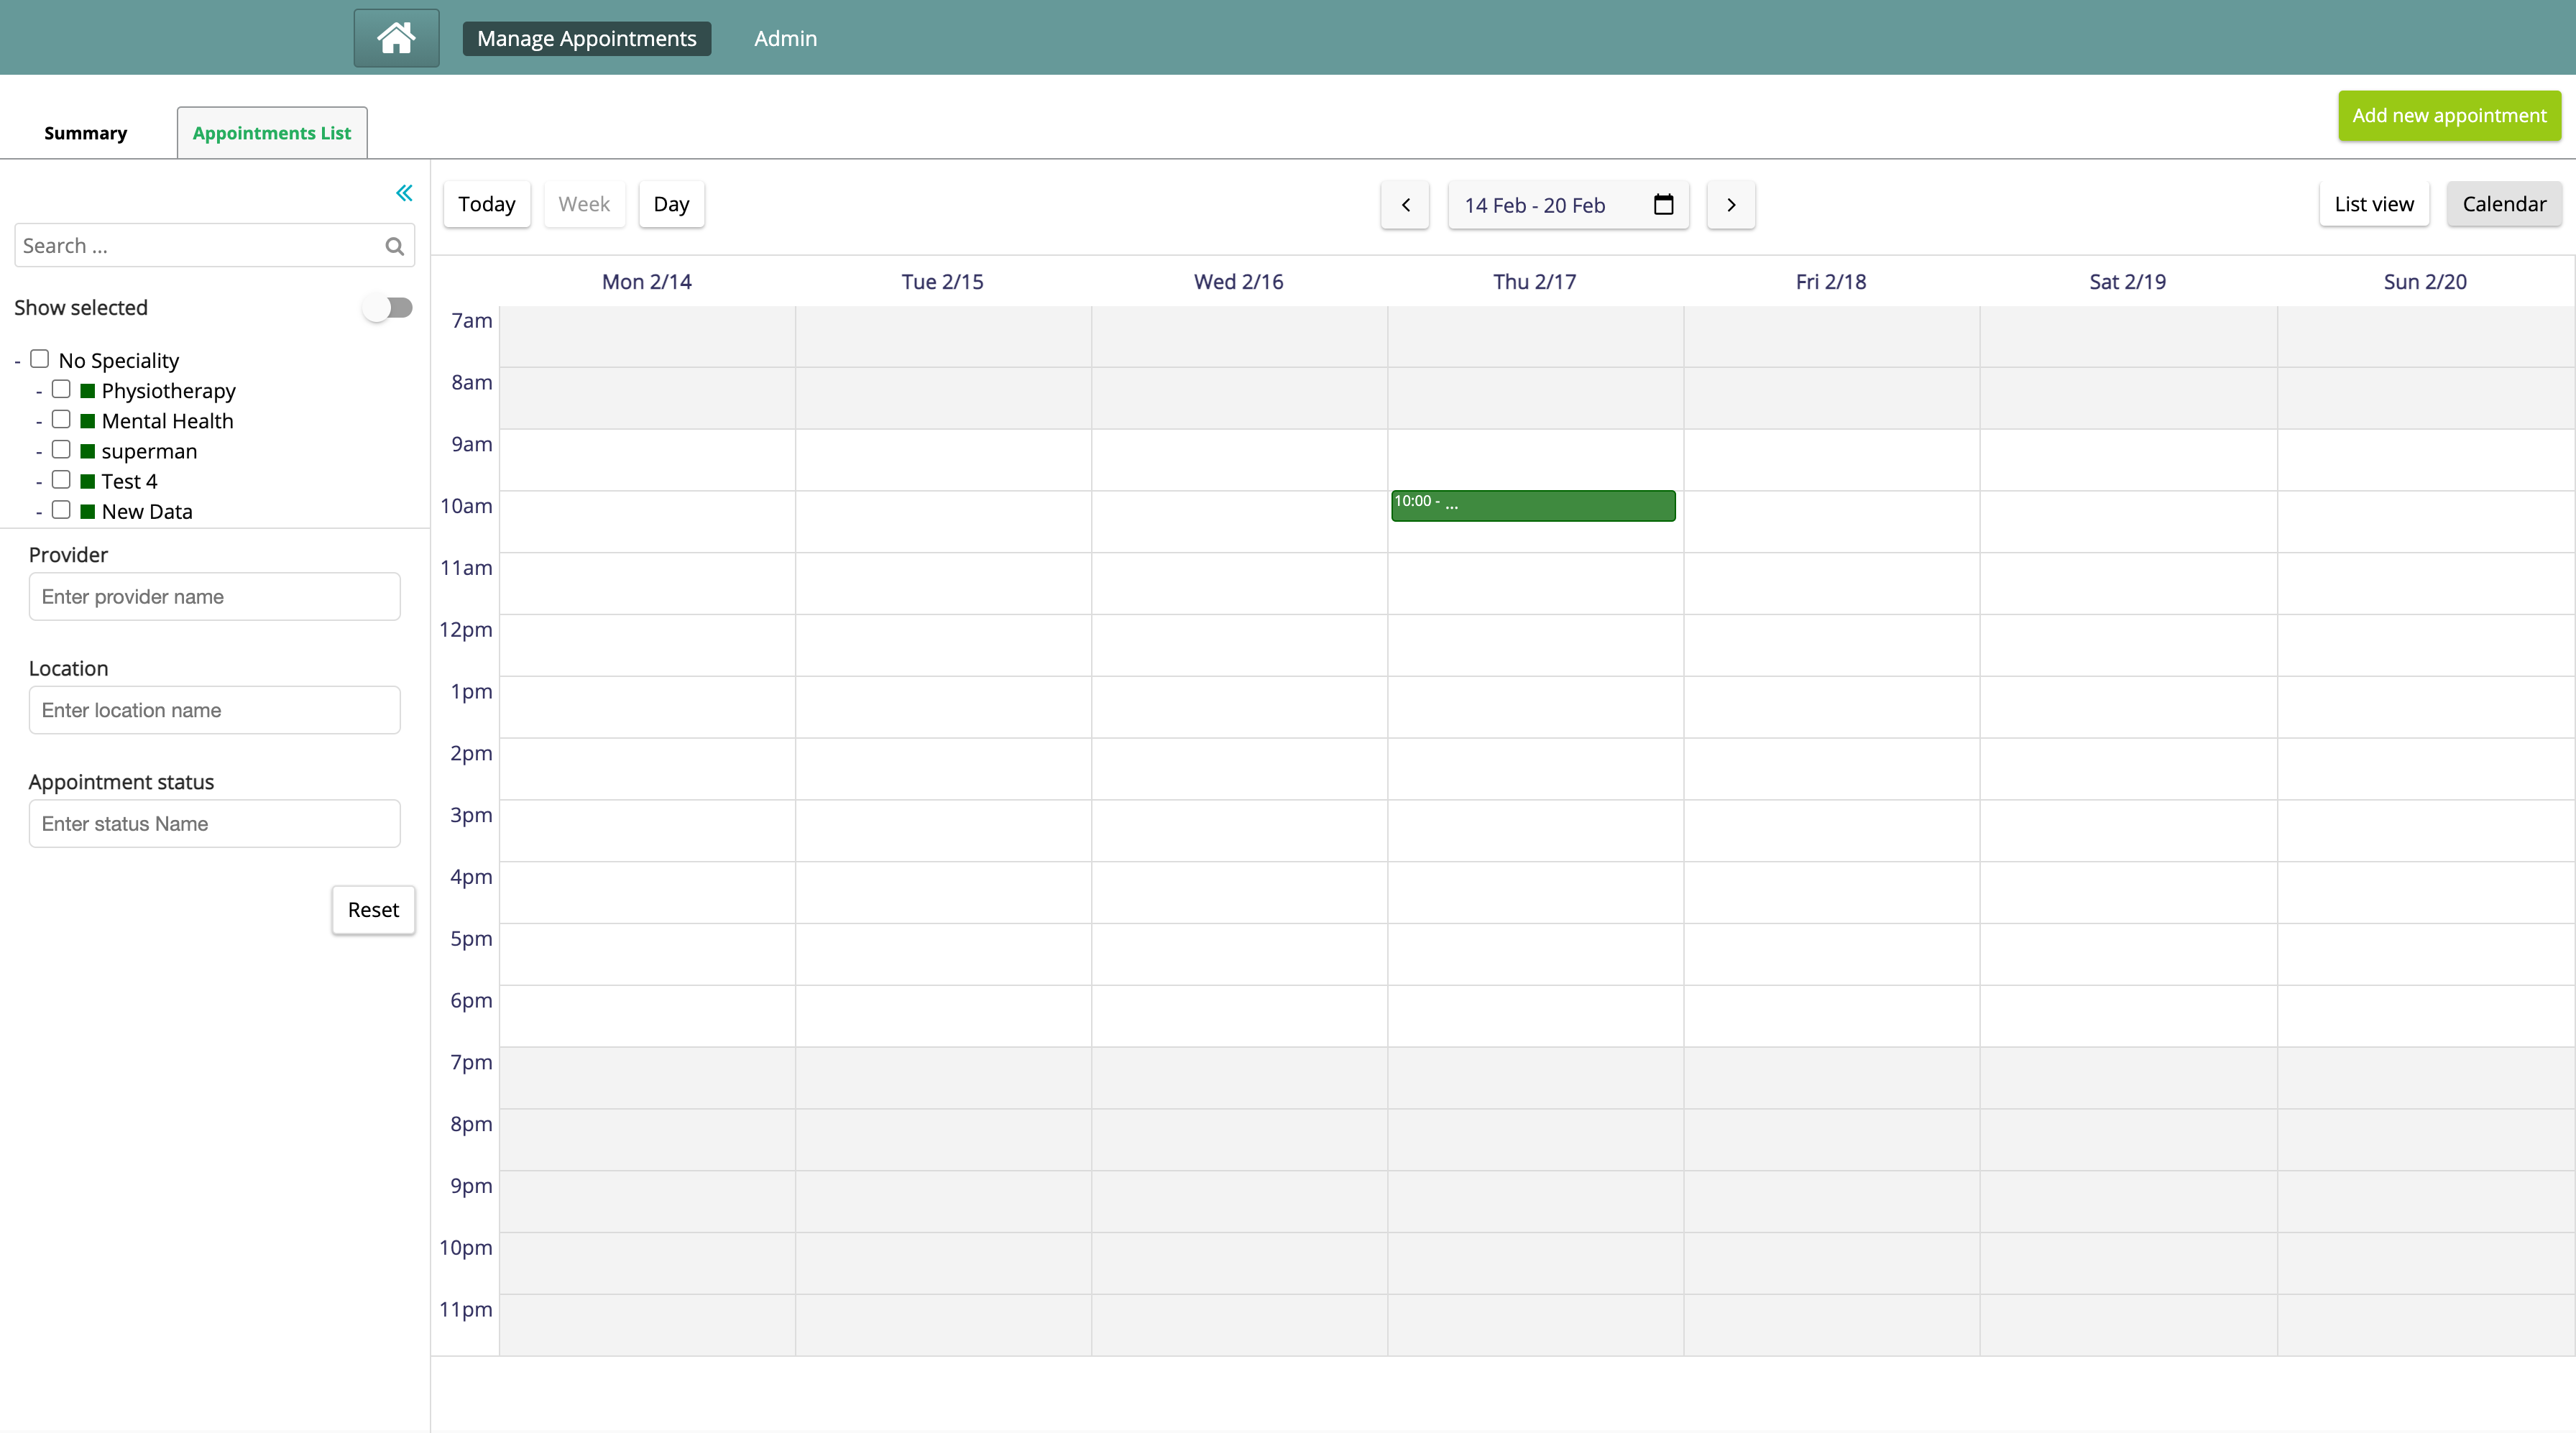 Manage Appointments Admin
Summary Appointments List Add new appointment
Today Week Day 14 Feb - 20 Feb List view Calendar
Search ...
Show selected
- No Speciality
- Physiotherapy
- Mental Health
- superman
- Test 4
- New Data
Provider
Enter provider name
Location
Enter location name
Appointment status
Enter status Name
Reset
Mon 2/14 Tue 2/15 Wed 2/16 Thu 2/17 Fri 2/18 Sat 2/19 Sun 2/20
7am
8am
9am
10am 10:00 - ...
11am
12pm
1pm
2pm
3pm
4pm
5pm
6pm
7pm
8pm
9pm
10pm
11pm